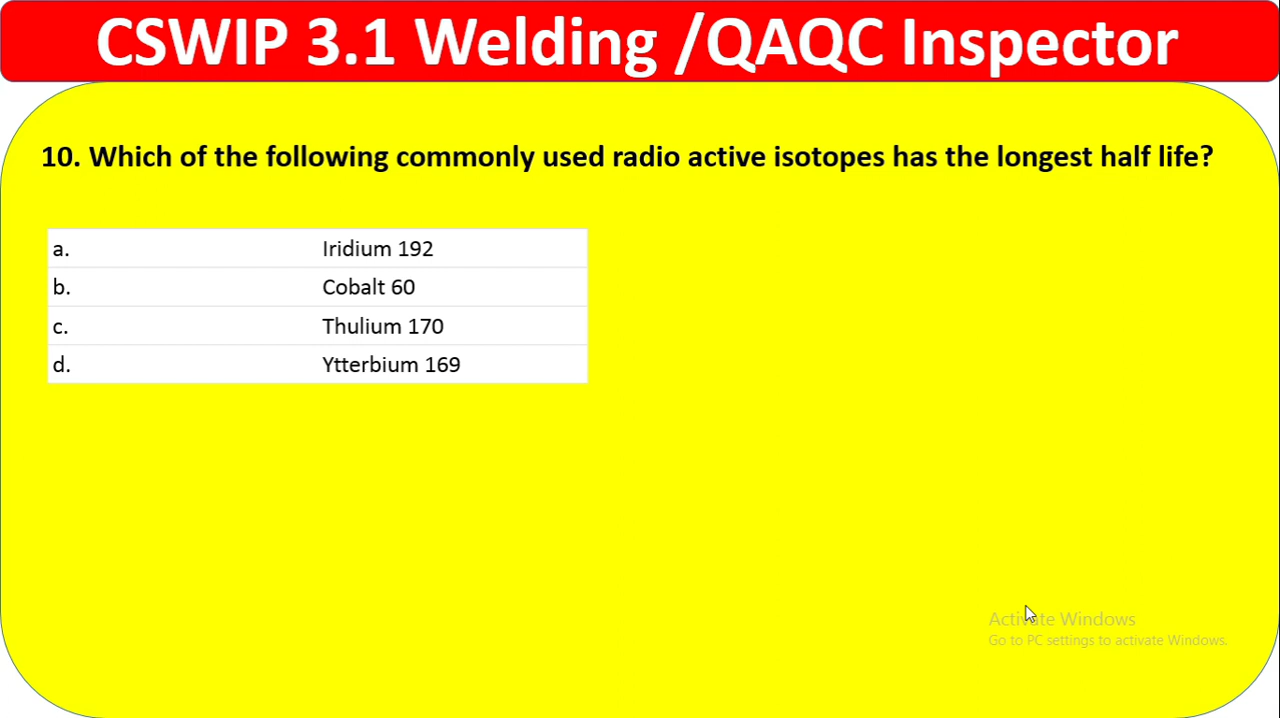 CSWIP 3.1 Welding /QAQC Inspector
10. Which of the following commonly used radio active isotopes has the longest half life?
a. Iridium 192
b. Cobalt 60
c. Thulium 170
d. Ytterbium 169
Activate Windows
Go to PC settings to activate Windows.